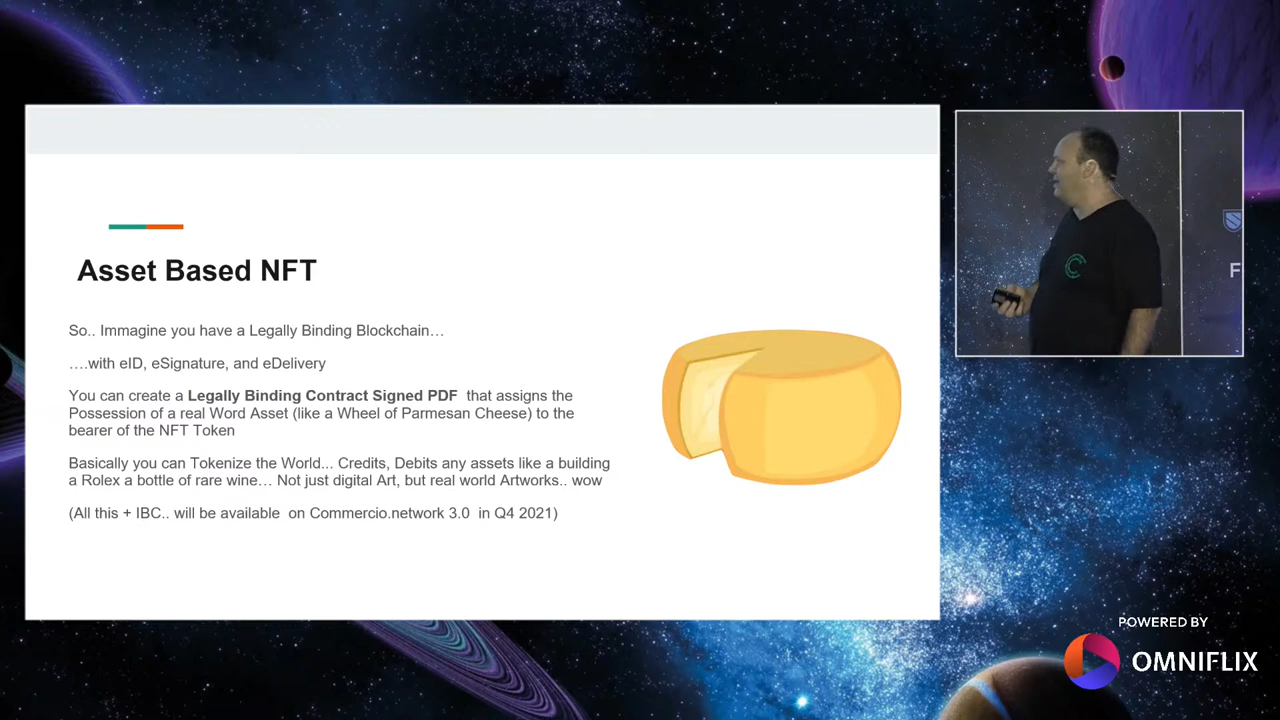 Asset Based NFT
So.. Immagine you have a Legally Binding Blockchain…
….with eID, eSignature, and eDelivery
You can create a Legally Binding Contract Signed PDF  that assigns the
Possession of a real Word Asset (like a Wheel of Parmesan Cheese) to the
bearer of the NFT Token
Basically you can Tokenize the World... Credits, Debits any assets like a building
a Rolex a bottle of rare wine… Not just digital Art, but real world Artworks.. wow
(All this + IBC.. will be available  on Commercio.network 3.0  in Q4 2021)
F
POWERED BY
OMNIFLIX